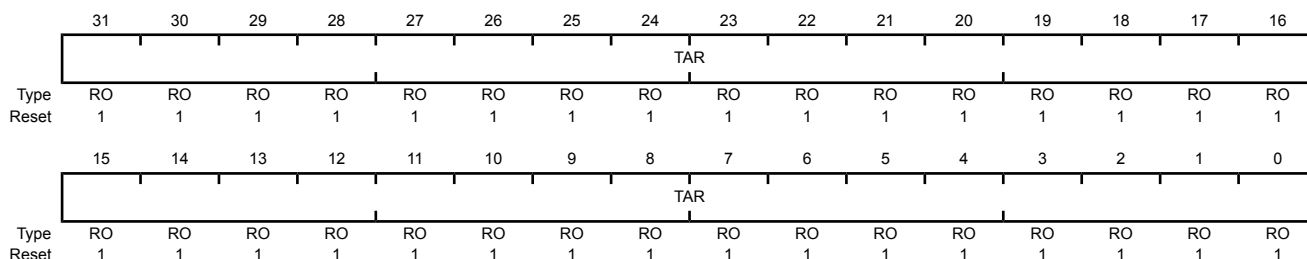 31 30 29 28 27 26 25 24 23 22 21 20 19 18 17 16
TAR
Type RO RO RO RO RO RO RO RO RO RO RO RO RO RO RO RO
Reset 1 1 1 1 1 1 1 1 1 1 1 1 1 1 1 1
15 14 13 12 11 10 9 8 7 6 5 4 3 2 1 0
TAR
Type RO RO RO RO RO RO RO RO RO RO RO RO RO RO RO RO
Reset 1 1 1 1 1 1 1 1 1 1 1 1 1 1 1 1